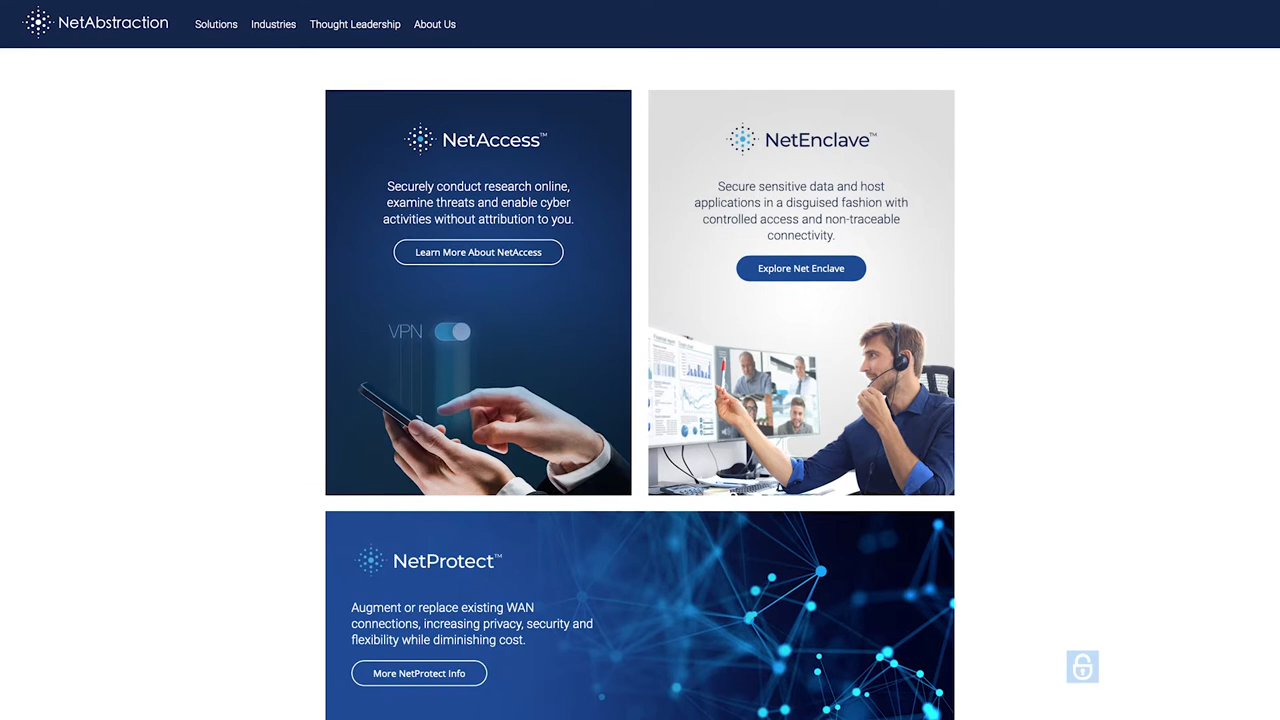 NetAbstraction
Solutions
Industries
Thought Leadership
About Us
NetAccess™
Securely conduct research online,
examine threats and enable cyber
activities without attribution to you.
Learn More About NetAccess
VPN
NetEnclave™
Secure sensitive data and host
applications in a disguised fashion with
controlled access and non-traceable
connectivity.
Explore Net Enclave
NetProtect™
Augment or replace existing WAN
connections, increasing privacy, security and
flexibility while diminishing cost.
More NetProtect Info